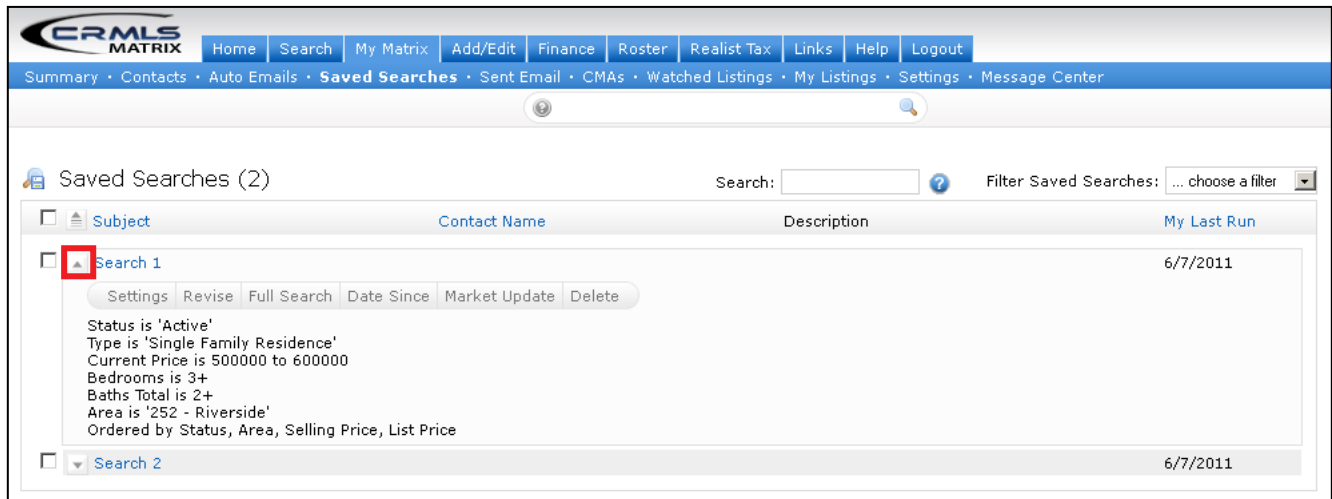 CRMLS
MATRIX
Home Search My Matrix Add/Edit Finance Roster Realist Tax Links Help Logout
Summary • Contacts • Auto Emails • Saved Searches • Sent Email • CMAs • Watched Listings • My Listings • Settings • Message Center
Saved Searches (2) Search: Filter Saved Searches: ... choose a filter
Subject Contact Name Description My Last Run
Search 1 6/7/2011
Settings Revise Full Search Date Since Market Update Delete
Status is 'Active'
Type is 'Single Family Residence'
Current Price is 500000 to 600000
Bedrooms is 3+
Baths Total is 2+
Area is '252 - Riverside'
Ordered by Status, Area, Selling Price, List Price
Search 2 6/7/2011